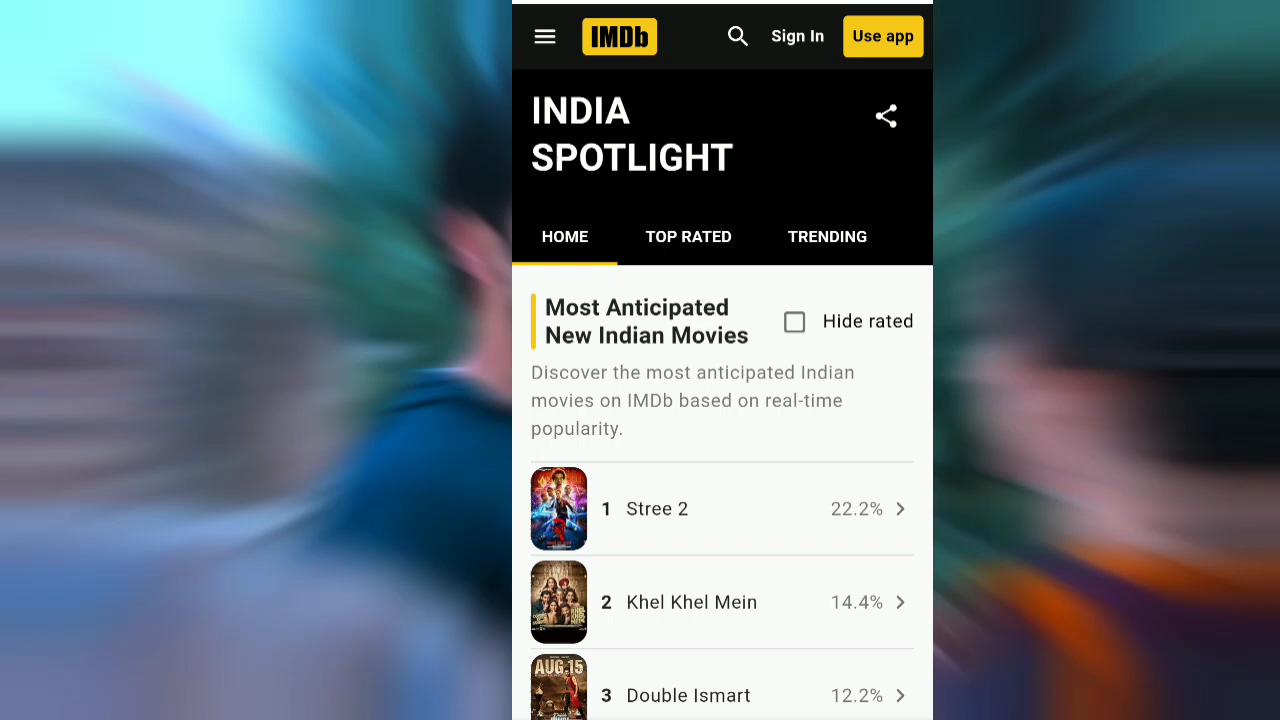 IMDb
Sign In
Use app
INDIA
SPOTLIGHT
HOME
TOP RATED
TRENDING
Most Anticipated
New Indian Movies
Hide rated
Discover the most anticipated Indian
movies on IMDb based on real-time
popularity.
1 Stree 2 22.2%
2 Khel Khel Mein 14.4%
AUG 15
3 Double Ismart 12.2%